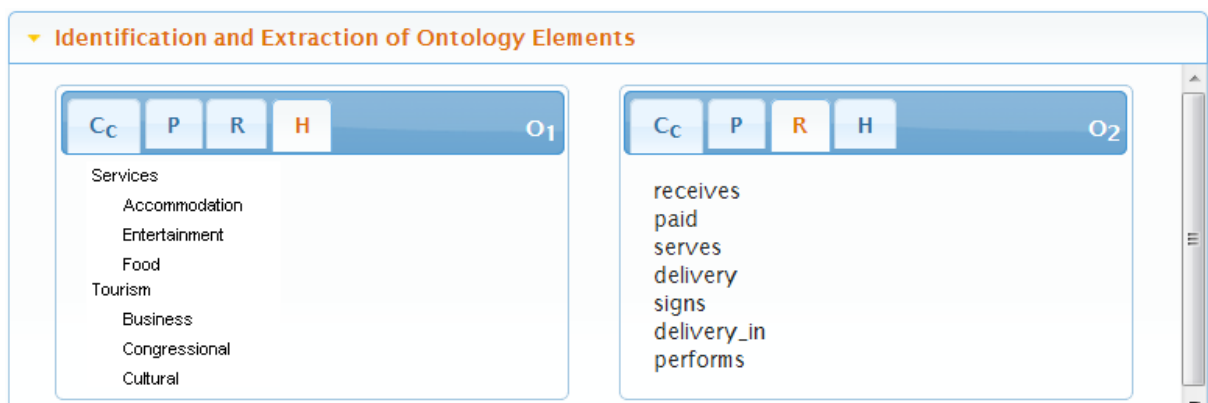 Identification and Extraction of Ontology Elements
CC P R H O1
Services
Accommodation
Entertainment
Food
Tourism
Business
Congressional
Cultural
CC P R H O2
receives
paid
serves
delivery
signs
delivery_in
performs